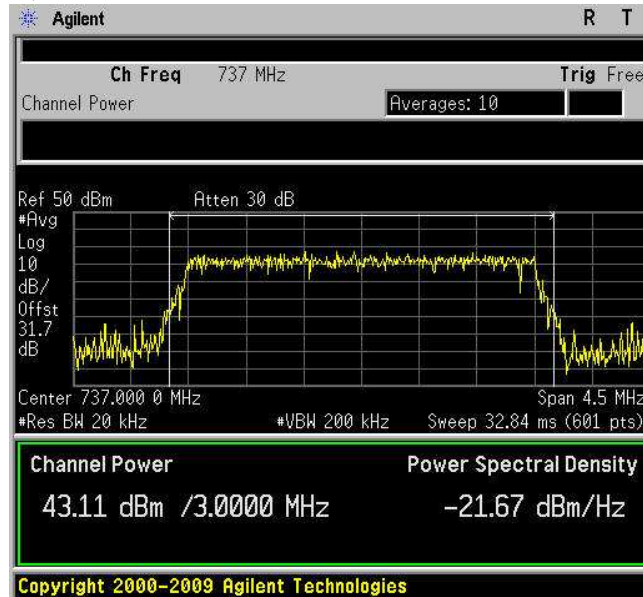 Agilent R T
Ch Freq 737 MHz Trig Free
Channel Power Averages: 10
Ref 50 dBm Atten 30 dB
#Avg
Log
10
dB/
Offst
31.7
dB
Center 737.000 0 MHz Span 4.5 MHz
#Res BW 20 kHz #VBW 200 kHz Sweep 32.84 ms (601 pts)
Channel Power Power Spectral Density
43.11 dBm /3.0000 MHz -21.67 dBm/Hz
Copyright 2000-2009 Agilent Technologies